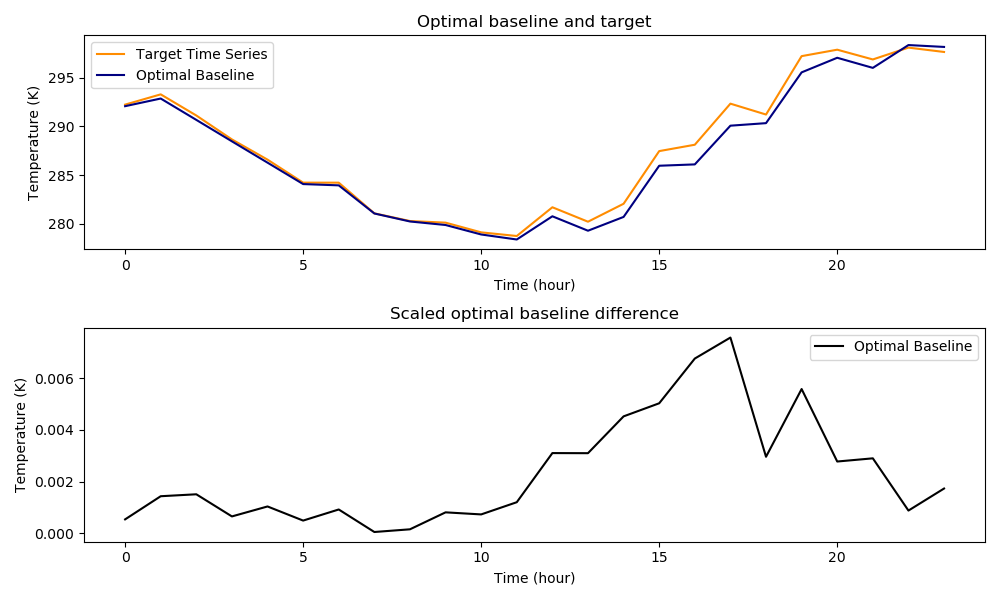 Optimal baseline and target
Target Time Series
Optimal Baseline
Temperature (K)
295
290
285
280
0 5 10 15 20
Time (hour)
Scaled optimal baseline difference
Optimal Baseline
Temperature (K)
0.006
0.004
0.002
0.000
0 5 10 15 20
Time (hour)